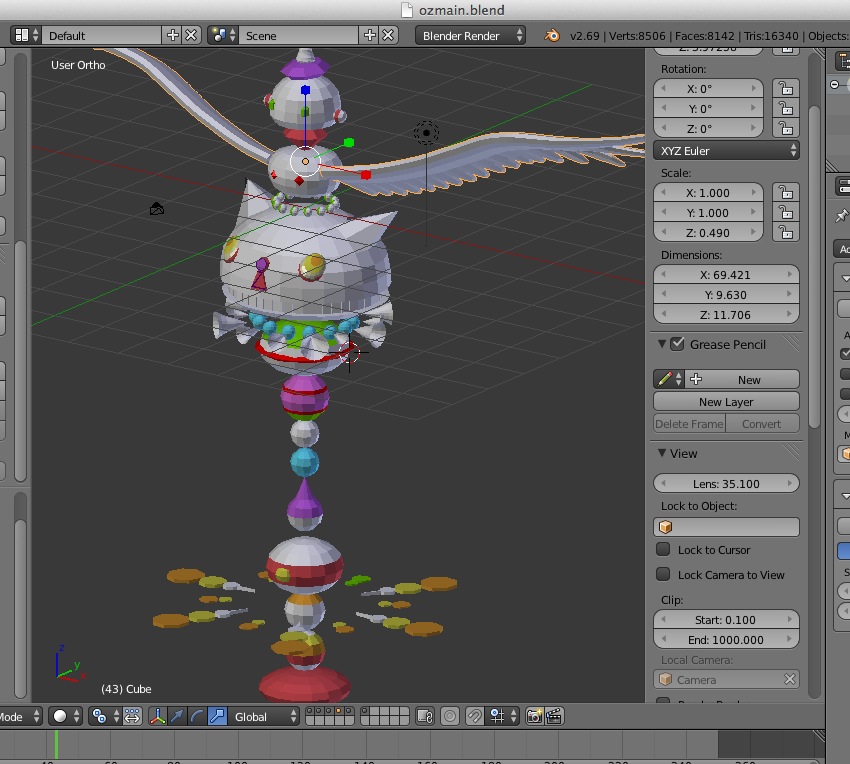 ozmain.blend
Default
Scene
Blender Render
v2.69 | Verts:8506 | Faces:8142 | Tris:16340 | Objects:
User Ortho
Rotation:
X: 0°
Y: 0°
Z: 0°
XYZ Euler
Scale:
X: 1.000
Y: 1.000
Z: 0.490
Dimensions:
X: 69.421
Y: 9.630
Z: 11.706
Grease Pencil
New
New Layer
Delete Frame Convert
View
Lens: 35.100
Lock to Object:
Lock to Cursor
Lock Camera to View
Clip:
Start: 0.100
End: 1000.000
Local Camera:
Camera
z
y
x
(43) Cube
Mode
Global